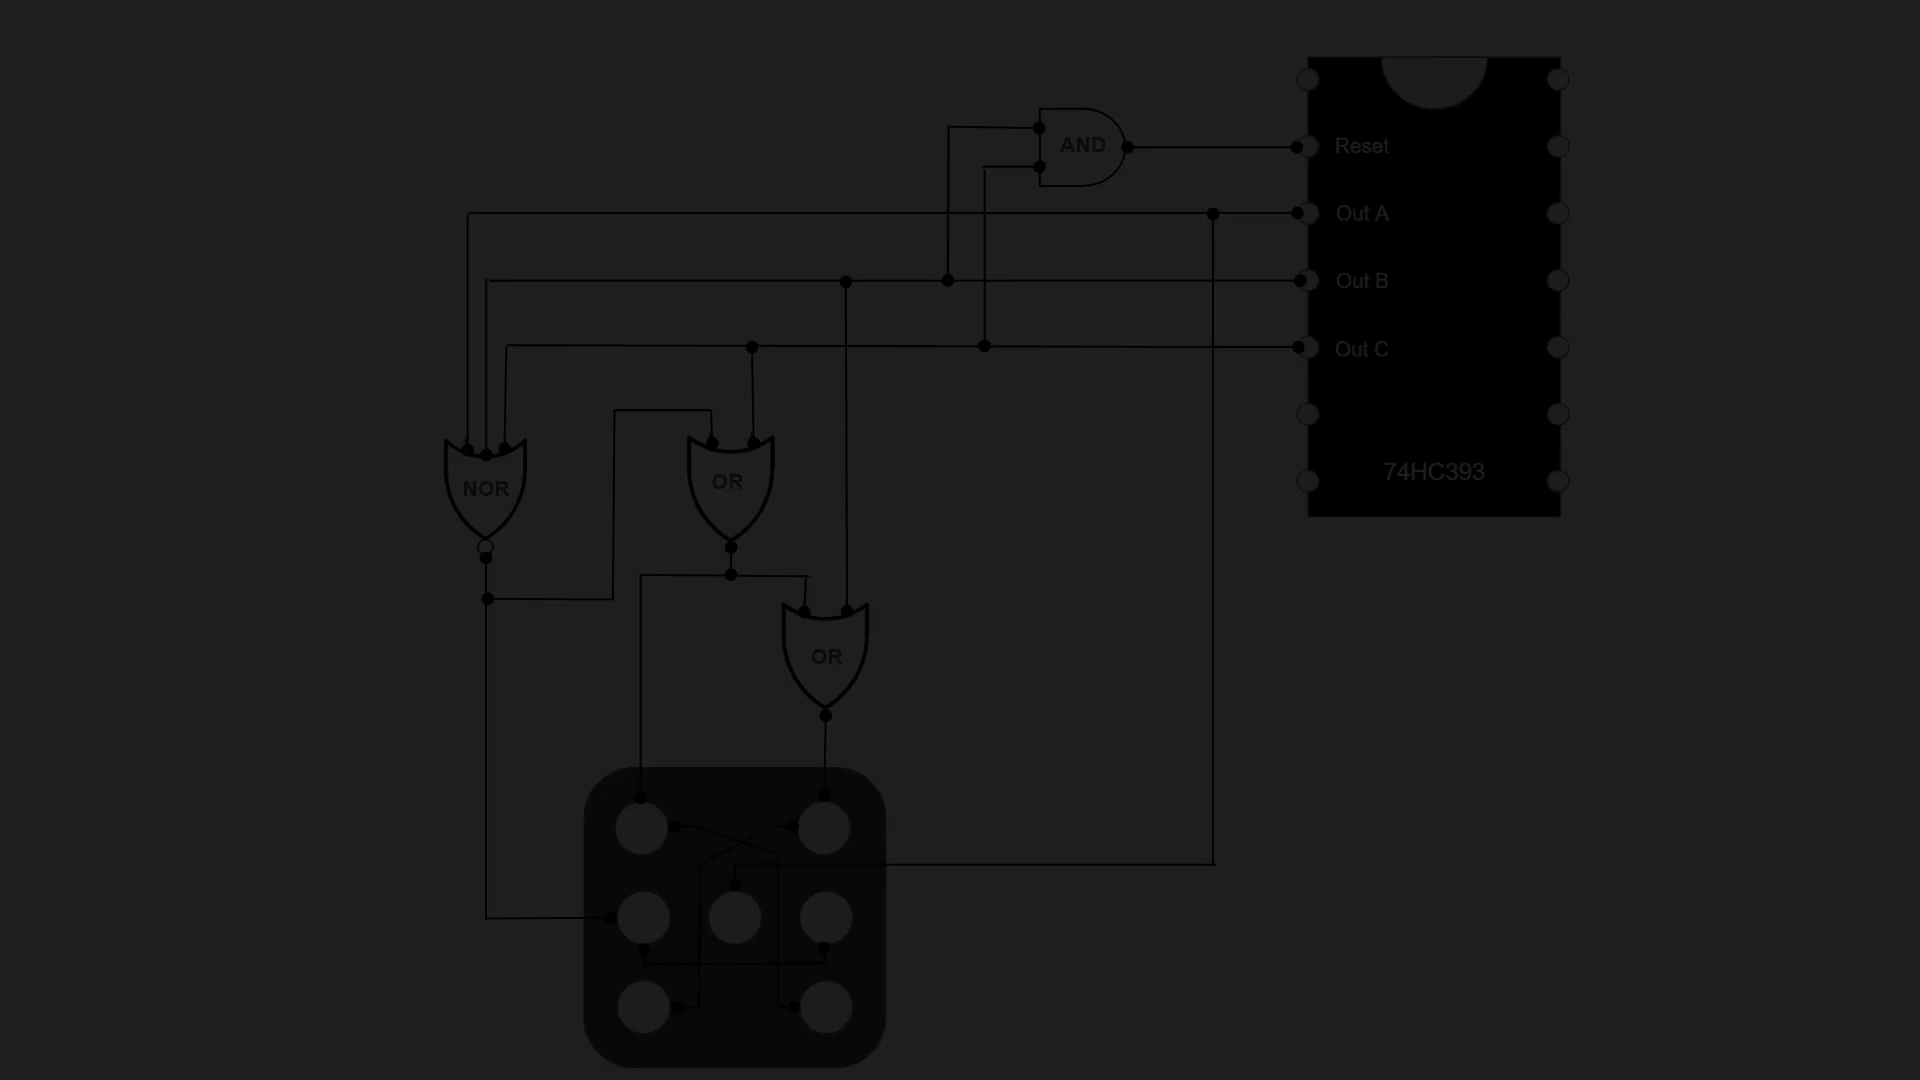 AND
Reset
Out A
Out B
Out C
74HC393
NOR
OR
OR